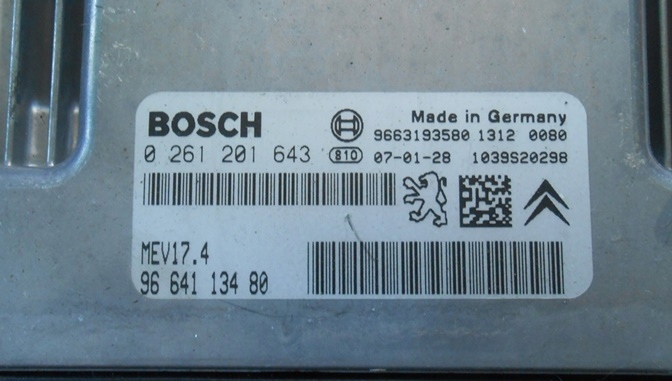 BOSCH
Made in Germany
9663193580 1312 0080
0 261 201 643 810 07-01-28 1039S20298
MEV17.4
96 641 134 80